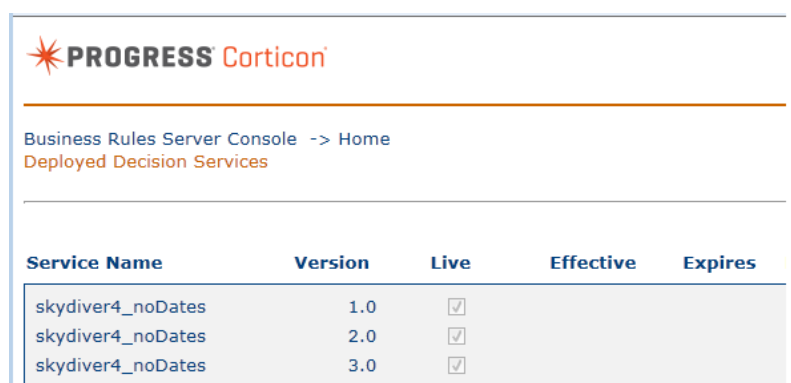 PROGRESS Corticon
Business Rules Server Console -> Home
Deployed Decision Services
Service Name Version Live Effective Expires
skydiver4_noDates 1.0
skydiver4_noDates 2.0
skydiver4_noDates 3.0